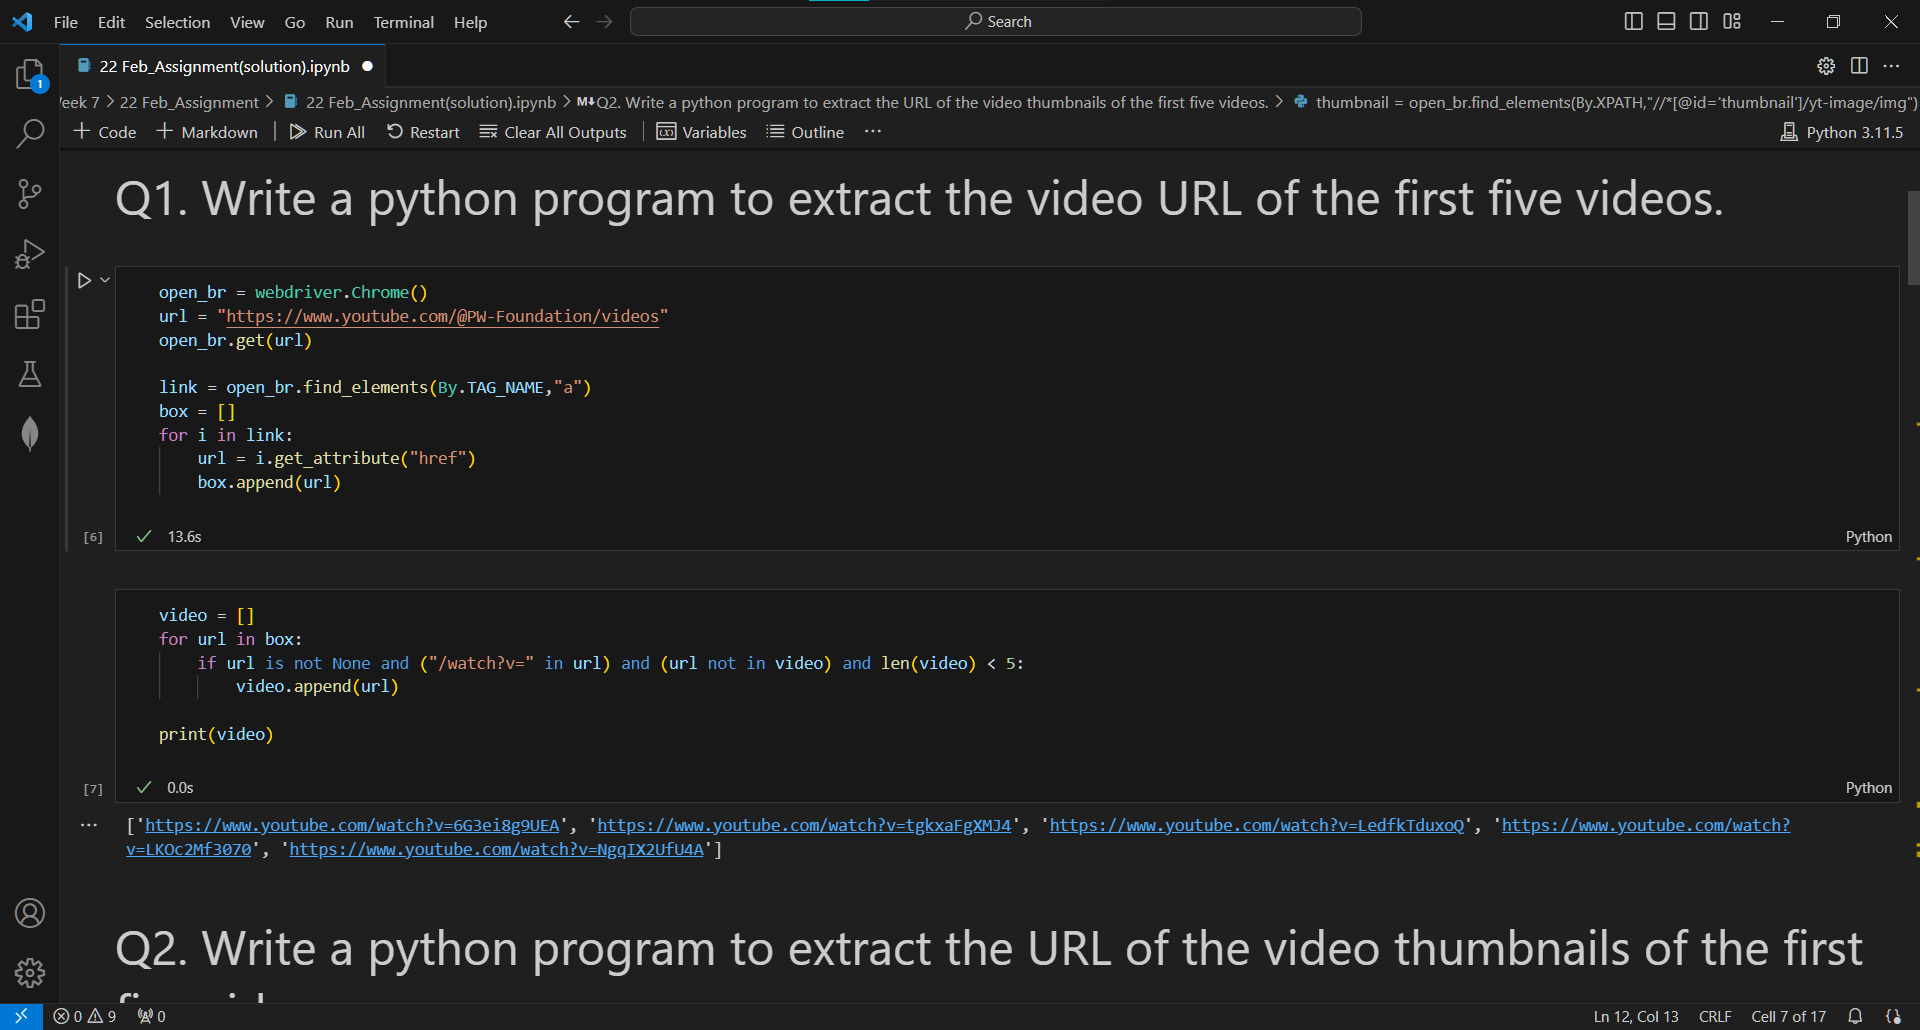 File Edit Selection View Go Run Terminal Help Search
22 Feb_Assignment(solution).ipynb
1
eek 7 > 22 Feb_Assignment > 22 Feb_Assignment(solution).ipynb > M↓Q2. Write a python program to extract the URL of the video thumbnails of the first five videos. > thumbnail = open_br.find_elements(By.XPATH,"//*[@id='thumbnail']/yt-image/img")
+ Code + Markdown Run All Restart Clear All Outputs Variables Outline ··· Python 3.11.5
Q1. Write a python program to extract the video URL of the first five videos.
open_br = webdriver.Chrome()
url = "https://www.youtube.com/@PW-Foundation/videos"
open_br.get(url)
link = open_br.find_elements(By.TAG_NAME,"a")
box = []
for i in link:
    url = i.get_attribute("href")
    box.append(url)
[6] 13.6s Python
video = []
for url in box:
    if url is not None and ("/watch?v=" in url) and (url not in video) and len(video) < 5:
        video.append(url)
print(video)
[7] 0.0s Python
['https://www.youtube.com/watch?v=6G3ei8g9UEA', 'https://www.youtube.com/watch?v=tgkxaFgXMJ4', 'https://www.youtube.com/watch?v=LedfkTduxoQ', 'https://www.youtube.com/watch?
v=LKOc2Mf3070', 'https://www.youtube.com/watch?v=NgqIX2UfU4A']
Q2. Write a python program to extract the URL of the video thumbnails of the first
0 9 0 Ln 12, Col 13 CRLF Cell 7 of 17